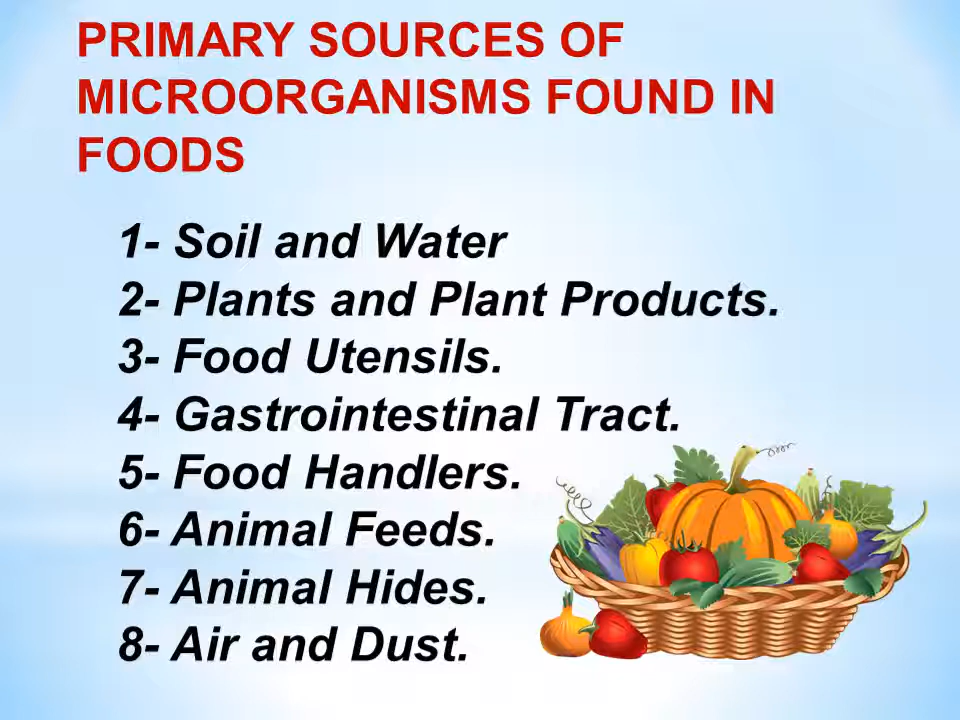 PRIMARY SOURCES OF
MICROORGANISMS FOUND IN
FOODS
1- Soil and Water
2- Plants and Plant Products.
3- Food Utensils.
4- Gastrointestinal Tract.
5- Food Handlers.
6- Animal Feeds.
7- Animal Hides.
8- Air and Dust.